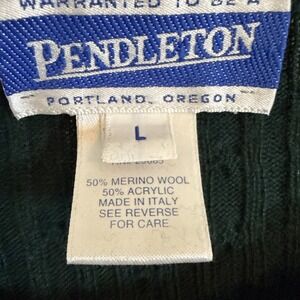 WARRANTED TO BE A
PENDLETON
PORTLAND, OREGON
L
50% MERINO WOOL
50% ACRYLIC
MADE IN ITALY
SEE REVERSE
FOR CARE